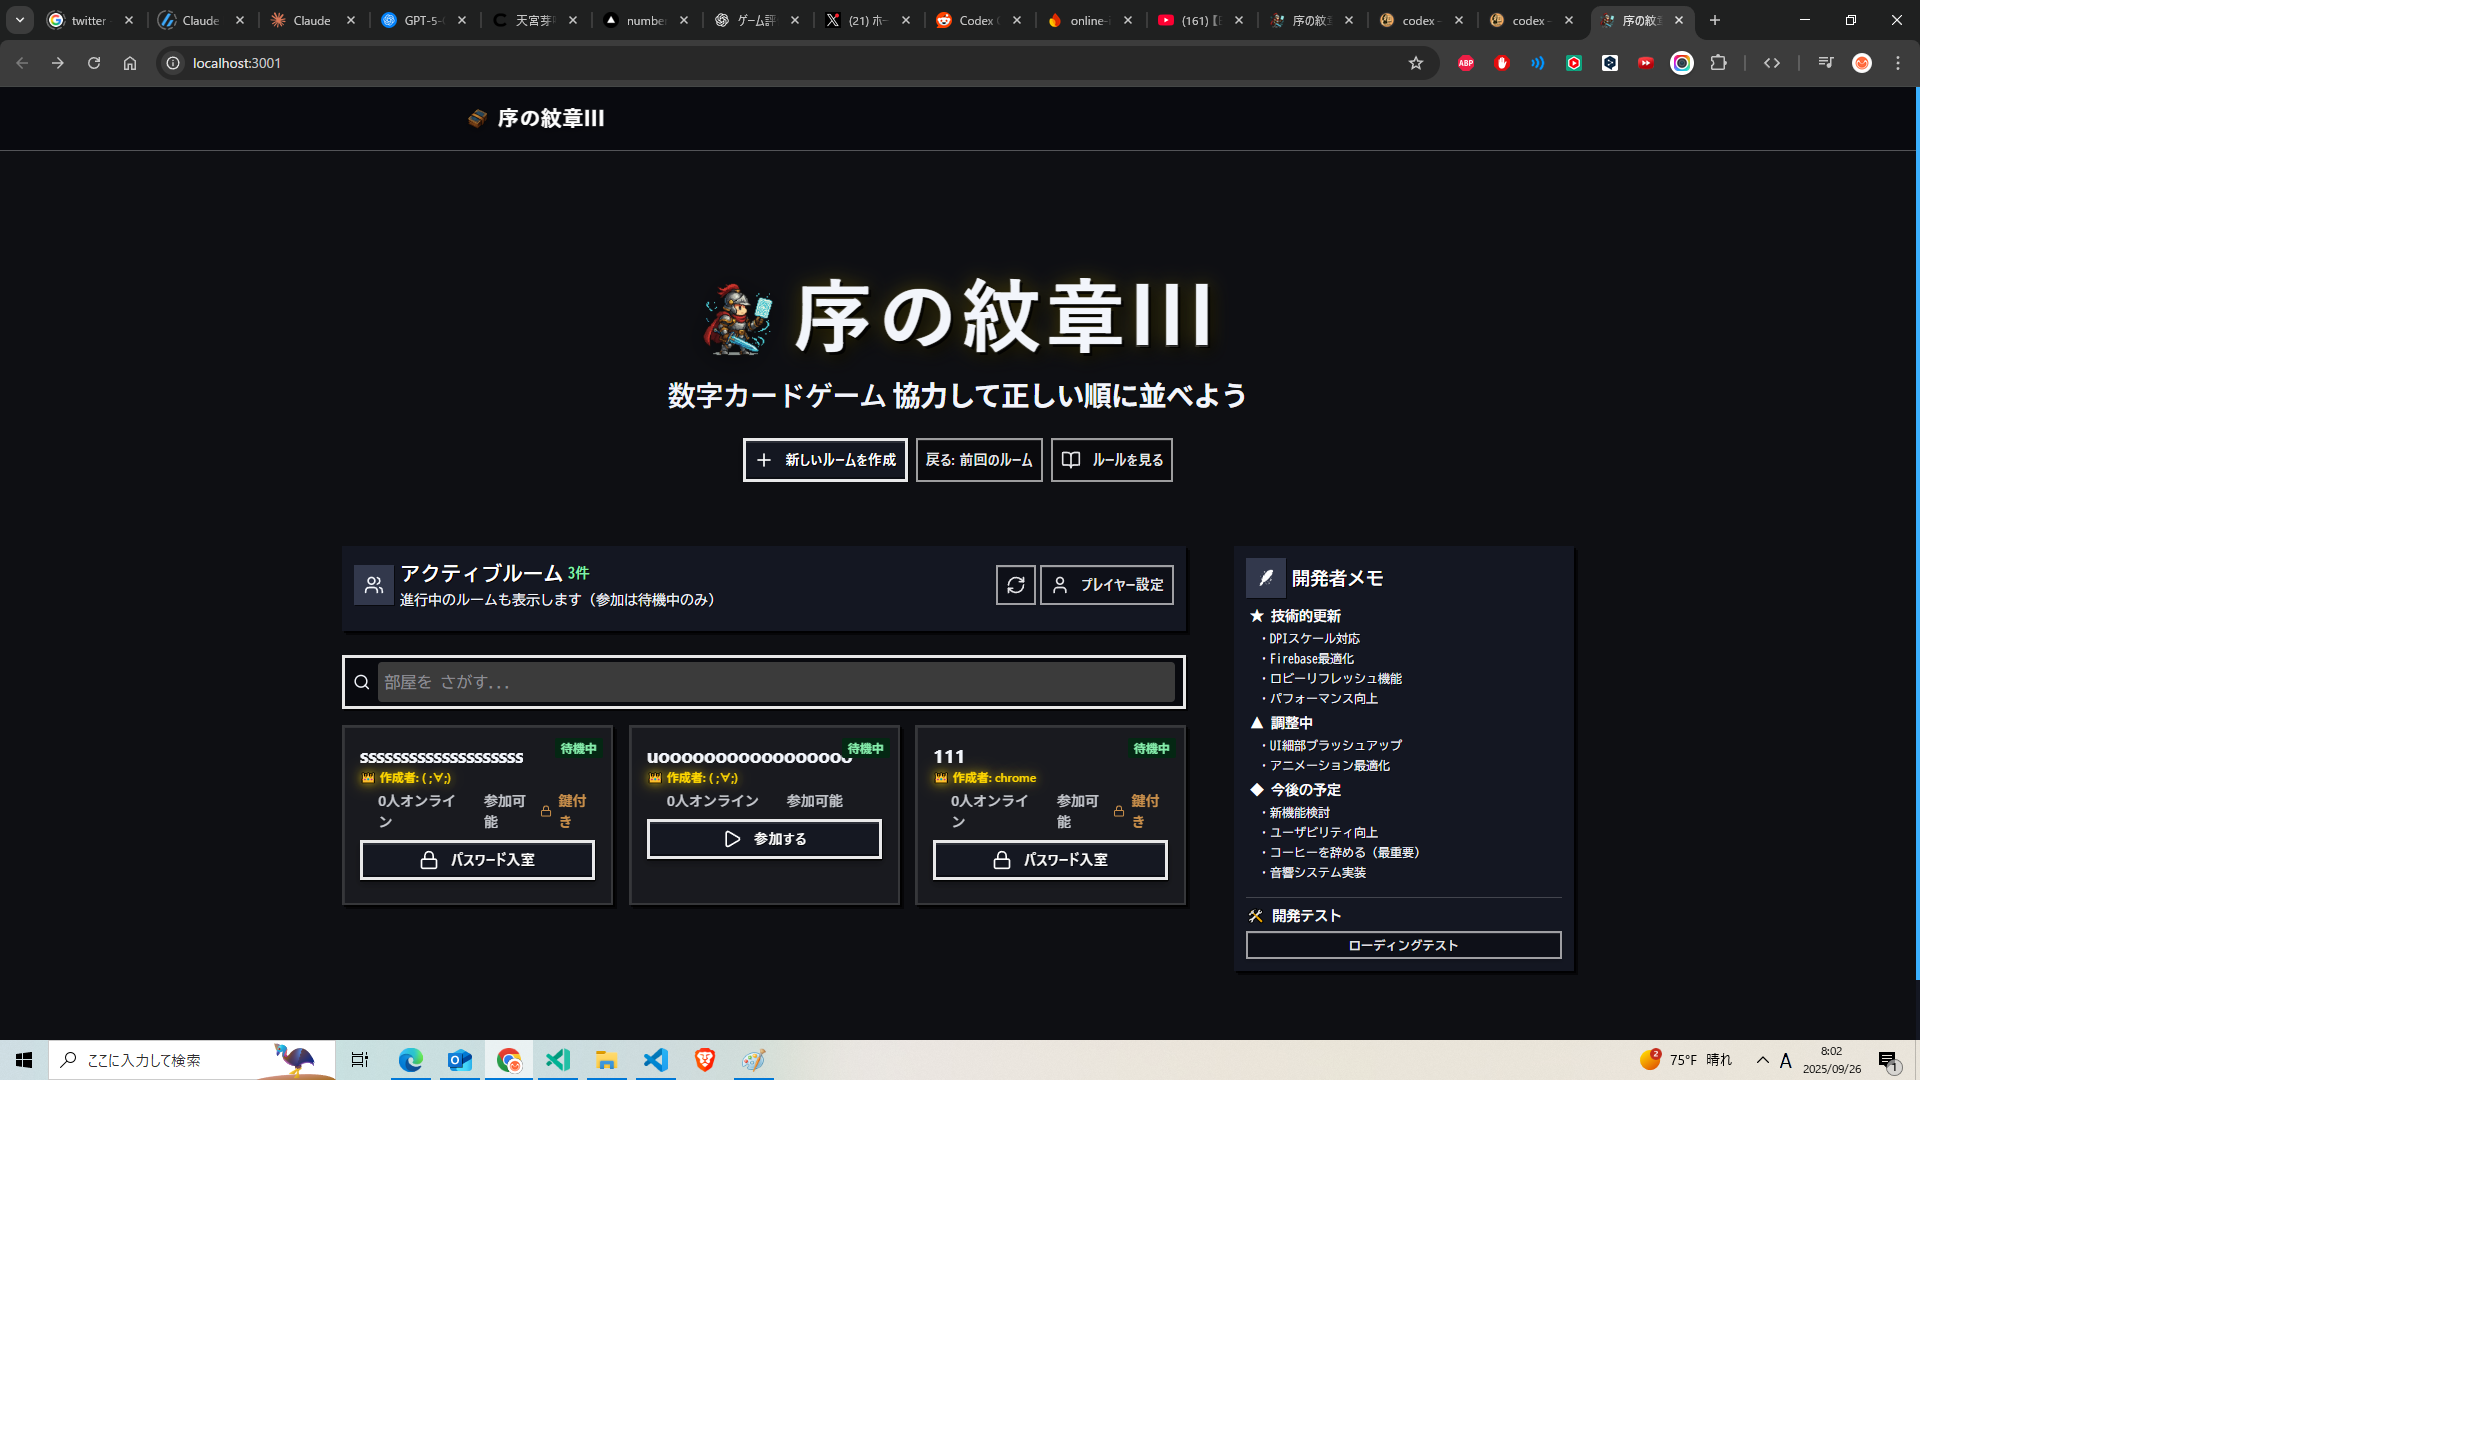 twitter
Claude
Claude
GPT-5-
天宮芽
numbe
ゲーム評
(21) ホー
Codex
online-i
(161)
序の紋章
codex -
codex -
序の紋章
localhost:3001
ABP
序の紋章III
序の紋章III
数字カードゲーム 協力して正しい順に並べよう
新しいルームを作成
戻る: 前回のルーム
ルールを見る
アクティブルーム 3件
進行中のルームも表示します（参加は待機中のみ）
プレイヤー設定
部屋を さがす...
ssssssssssssssssssss
待機中
作成者: ( ;∀;)
0人オンライン
参加可能
鍵付き
パスワード入室
uooooooooooooooooo
待機中
作成者: ( ;∀;)
0人オンライン
参加可能
参加する
111
待機中
作成者: chrome
0人オンライン
参加可能
鍵付き
パスワード入室
開発者メモ
★ 技術的更新
・DPIスケール対応
・Firebase最適化
・ロビーリフレッシュ機能
・パフォーマンス向上
▲ 調整中
・UI細部ブラッシュアップ
・アニメーション最適化
◆ 今後の予定
・新機能検討
・ユーザビリティ向上
・コーヒーを辞める（最重要）
・音響システム実装
開発テスト
ローディングテスト
ここに入力して検索
2
75°F 晴れ
A
8:02
2025/09/26
1